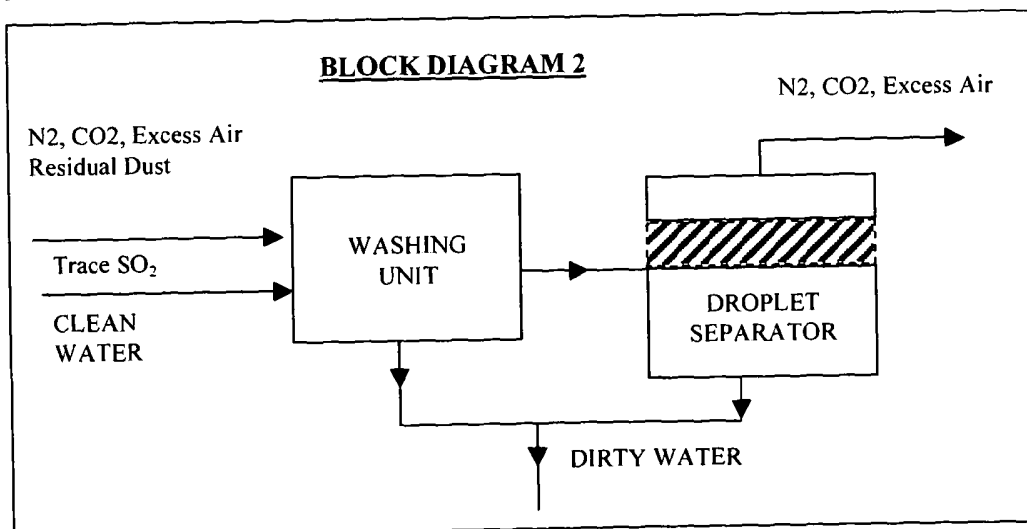 BLOCK DIAGRAM 2
N2, CO2, Excess Air
N2, CO2, Excess Air
Residual Dust
Trace SO₂
CLEAN
WATER
WASHING
UNIT
DROPLET
SEPARATOR
DIRTY WATER